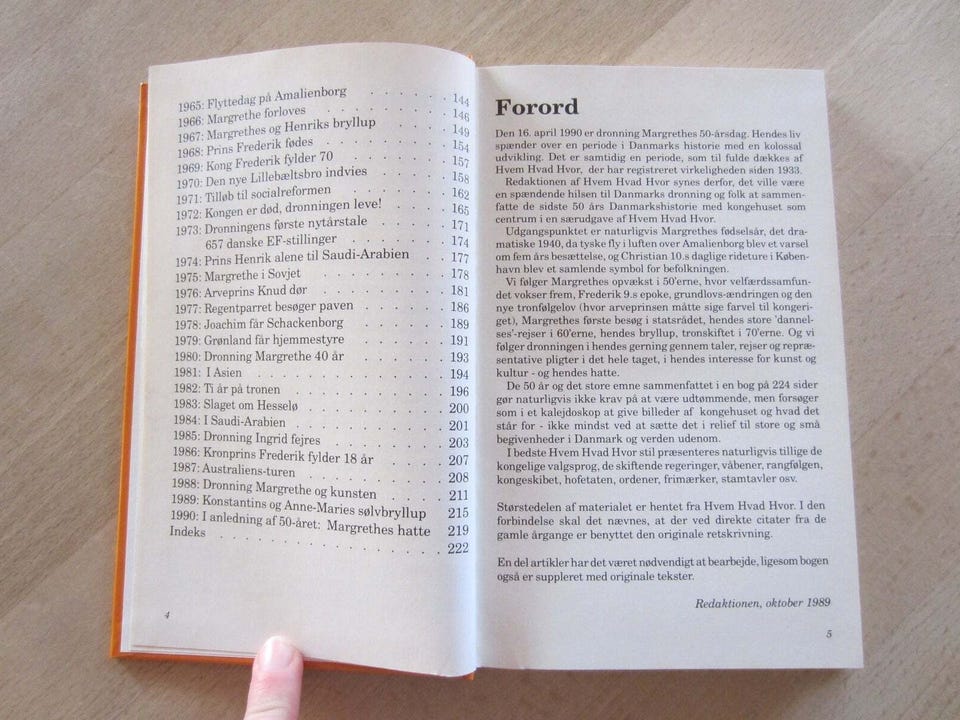 1965: Flyttedag på Amalienborg . . . . . . 144
1966: Margrethe forloves . . . . . . . . 146
1967: Margrethes og Henriks bryllup . . . . 149
1968: Prins Frederik fødes . . . . . . . . 154
1969: Kong Frederik fylder 70 . . . . . . . 157
1970: Den nye Lillebæltsbro indvies . . . . . 158
1971: Tilløb til socialreformen . . . . . . . 162
1972: Kongen er død, dronningen leve! . . . . 165
1973: Dronningens første nytårstale . . . . . 171
657 danske EF-stillinger . . . . . . . 174
1974: Prins Henrik alene til Saudi-Arabien . . 177
1975: Margrethe i Sovjet . . . . . . . . . 178
1976: Arveprins Knud dør . . . . . . . . . 181
1977: Regentparret besøger paven . . . . . . 186
1978: Joachim får Schackenborg . . . . . . 189
1979: Grønland får hjemmestyre . . . . . . 191
1980: Dronning Margrethe 40 år . . . . . . 193
1981: I Asien . . . . . . . . . . . . . 194
1982: Ti år på tronen . . . . . . . . . . 196
1983: Slaget om Hesselø . . . . . . . . . 200
1984: I Saudi-Arabien . . . . . . . . . . 201
1985: Dronning Ingrid fejres . . . . . . . . 203
1986: Kronprins Frederik fylder 18 år . . . . 207
1987: Australiens-turen . . . . . . . . . 208
1988: Dronning Margrethe og kunsten . . . . 211
1989: Konstantins og Anne-Maries sølvbryllup 215
1990: I anledning af 50-året: Margrethes hatte 219
Indeks . . . . . . . . . . . . . . . . 222
4
Forord
Den 16. april 1990 er dronning Margrethes 50-årsdag. Hendes liv
spænder over en periode i Danmarks historie med en kolossal
udvikling. Det er samtidig en periode, som til fulde dækkes af
Hvem Hvad Hvor, der har registreret virkeligheden siden 1933.
Redaktionen af Hvem Hvad Hvor synes derfor, det ville være
en spændende hilsen til Danmarks dronning og folk at sammen-
fatte de sidste 50 års Danmarkshistorie med kongehuset som
centrum i en særudgave af Hvem Hvad Hvor.
Udgangspunktet er naturligvis Margrethes fødselsår, det dra-
matiske 1940, da tyske fly i luften over Amalienborg blev et varsel
om fem års besættelse, og Christian 10.s daglige rideture i Køben-
havn blev et samlende symbol for befolkningen.
Vi følger Margrethes opvækst i 50'erne, hvor velfærdssamfun-
det vokser frem, Frederik 9.s epoke, grundlovs-ændringen og den
nye tronfølgelov (hvor arveprinsen måtte sige farvel til kongeri-
get), Margrethes første besøg i statsrådet, hendes store 'dannel-
ses'-rejser i 60'erne, hendes bryllup, tronskiftet i 70'erne. Og vi
følger dronningen i hendes gerning gennem taler, rejser og repræ-
sentative pligter i det hele taget, i hendes interesse for kunst og
kultur - og hendes hatte.
De 50 år og det store emne sammenfattet i en bog på 224 sider
gør naturligvis ikke krav på at være udtømmende, men forsøger
som i et kalejdoskop at give billeder af kongehuset og hvad det
står for - ikke mindst ved at sætte det i relief til store og små
begivenheder i Danmark og verden udenom.
I bedste Hvem Hvad Hvor stil præsenteres naturligvis tillige de
kongelige valgsprog, de skiftende regeringer, våbener, rangfølgen,
kongeskibet, hofetaten, ordener, frimærker, stamtavler osv.
Størstedelen af materialet er hentet fra Hvem Hvad Hvor. I den
forbindelse skal det nævnes, at der ved direkte citater fra de
gamle årgange er benyttet den originale retskrivning.
En del artikler har det været nødvendigt at bearbejde, ligesom bogen
også er suppleret med originale tekster.
Redaktionen, oktober 1989
5